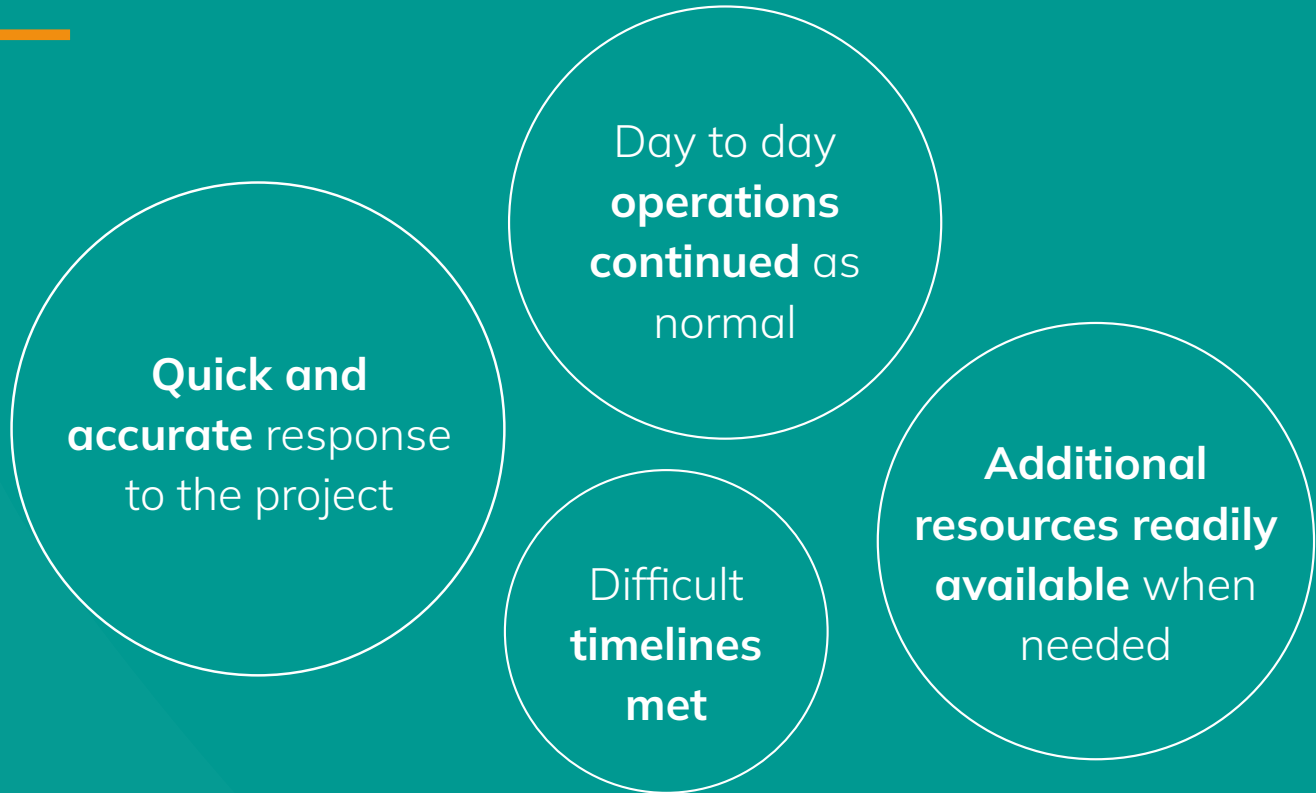 Quick and
accurate response
to the project
Day to day
operations
continued as
normal
Difficult
timelines
met
Additional
resources readily
available when
needed